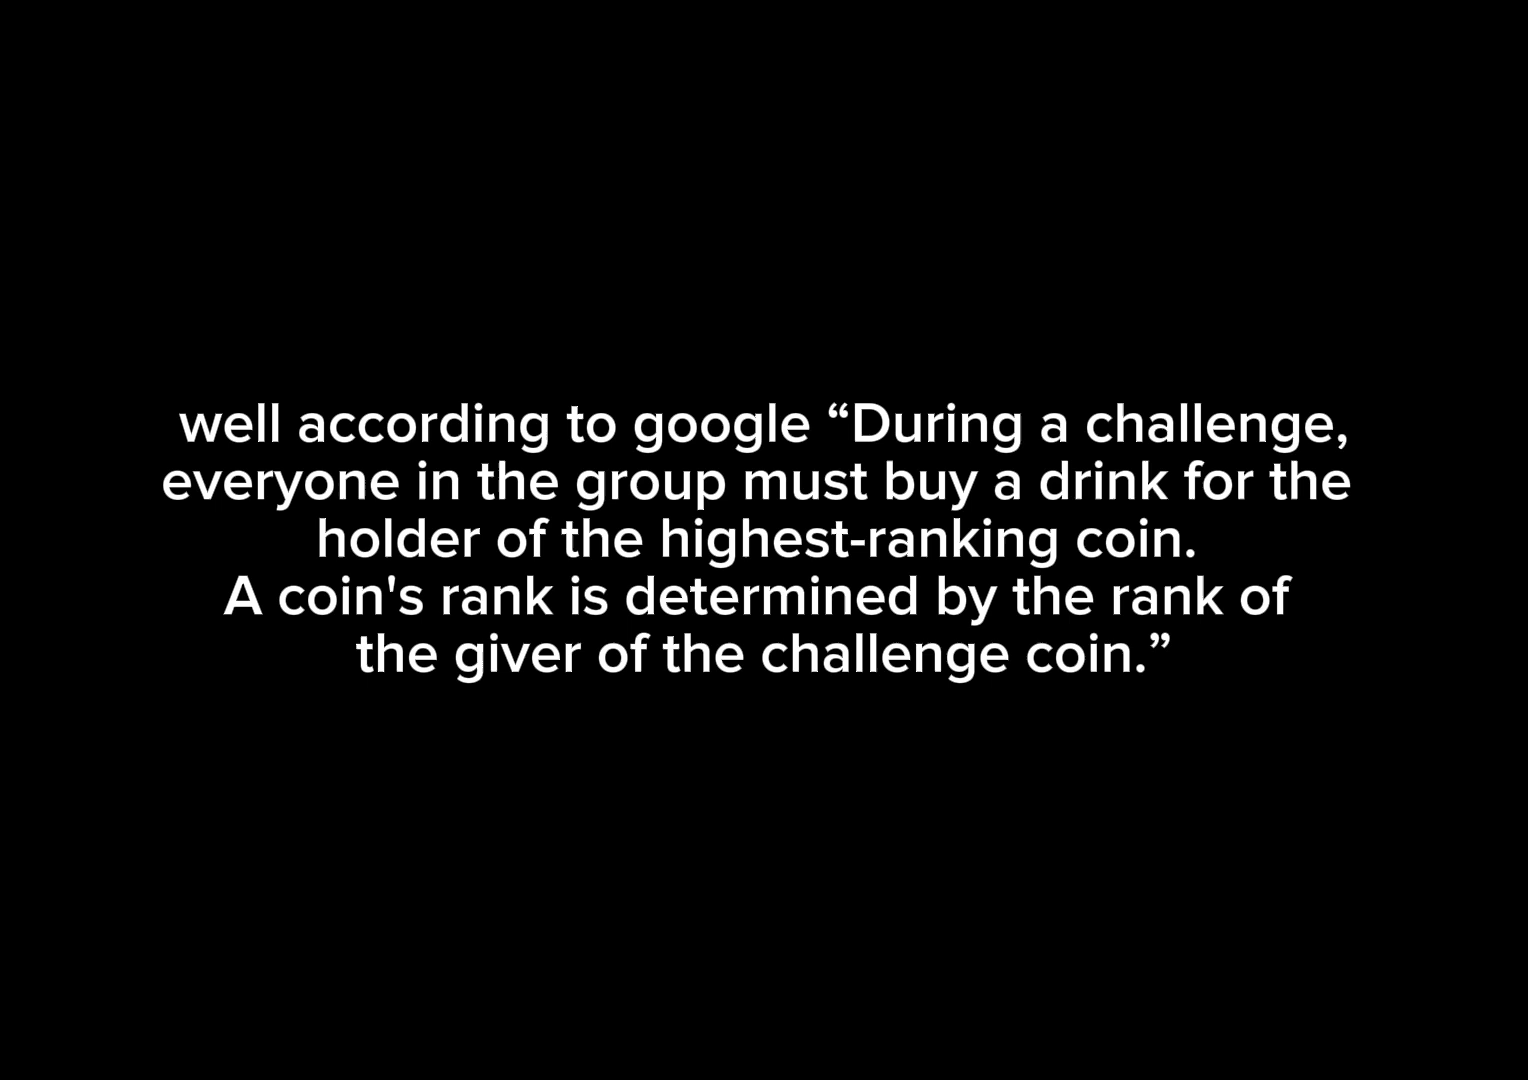 well according to google “During a challenge,
everyone in the group must buy a drink for the
holder of the highest-ranking coin.
A coin's rank is determined by the rank of
the giver of the challenge coin.”